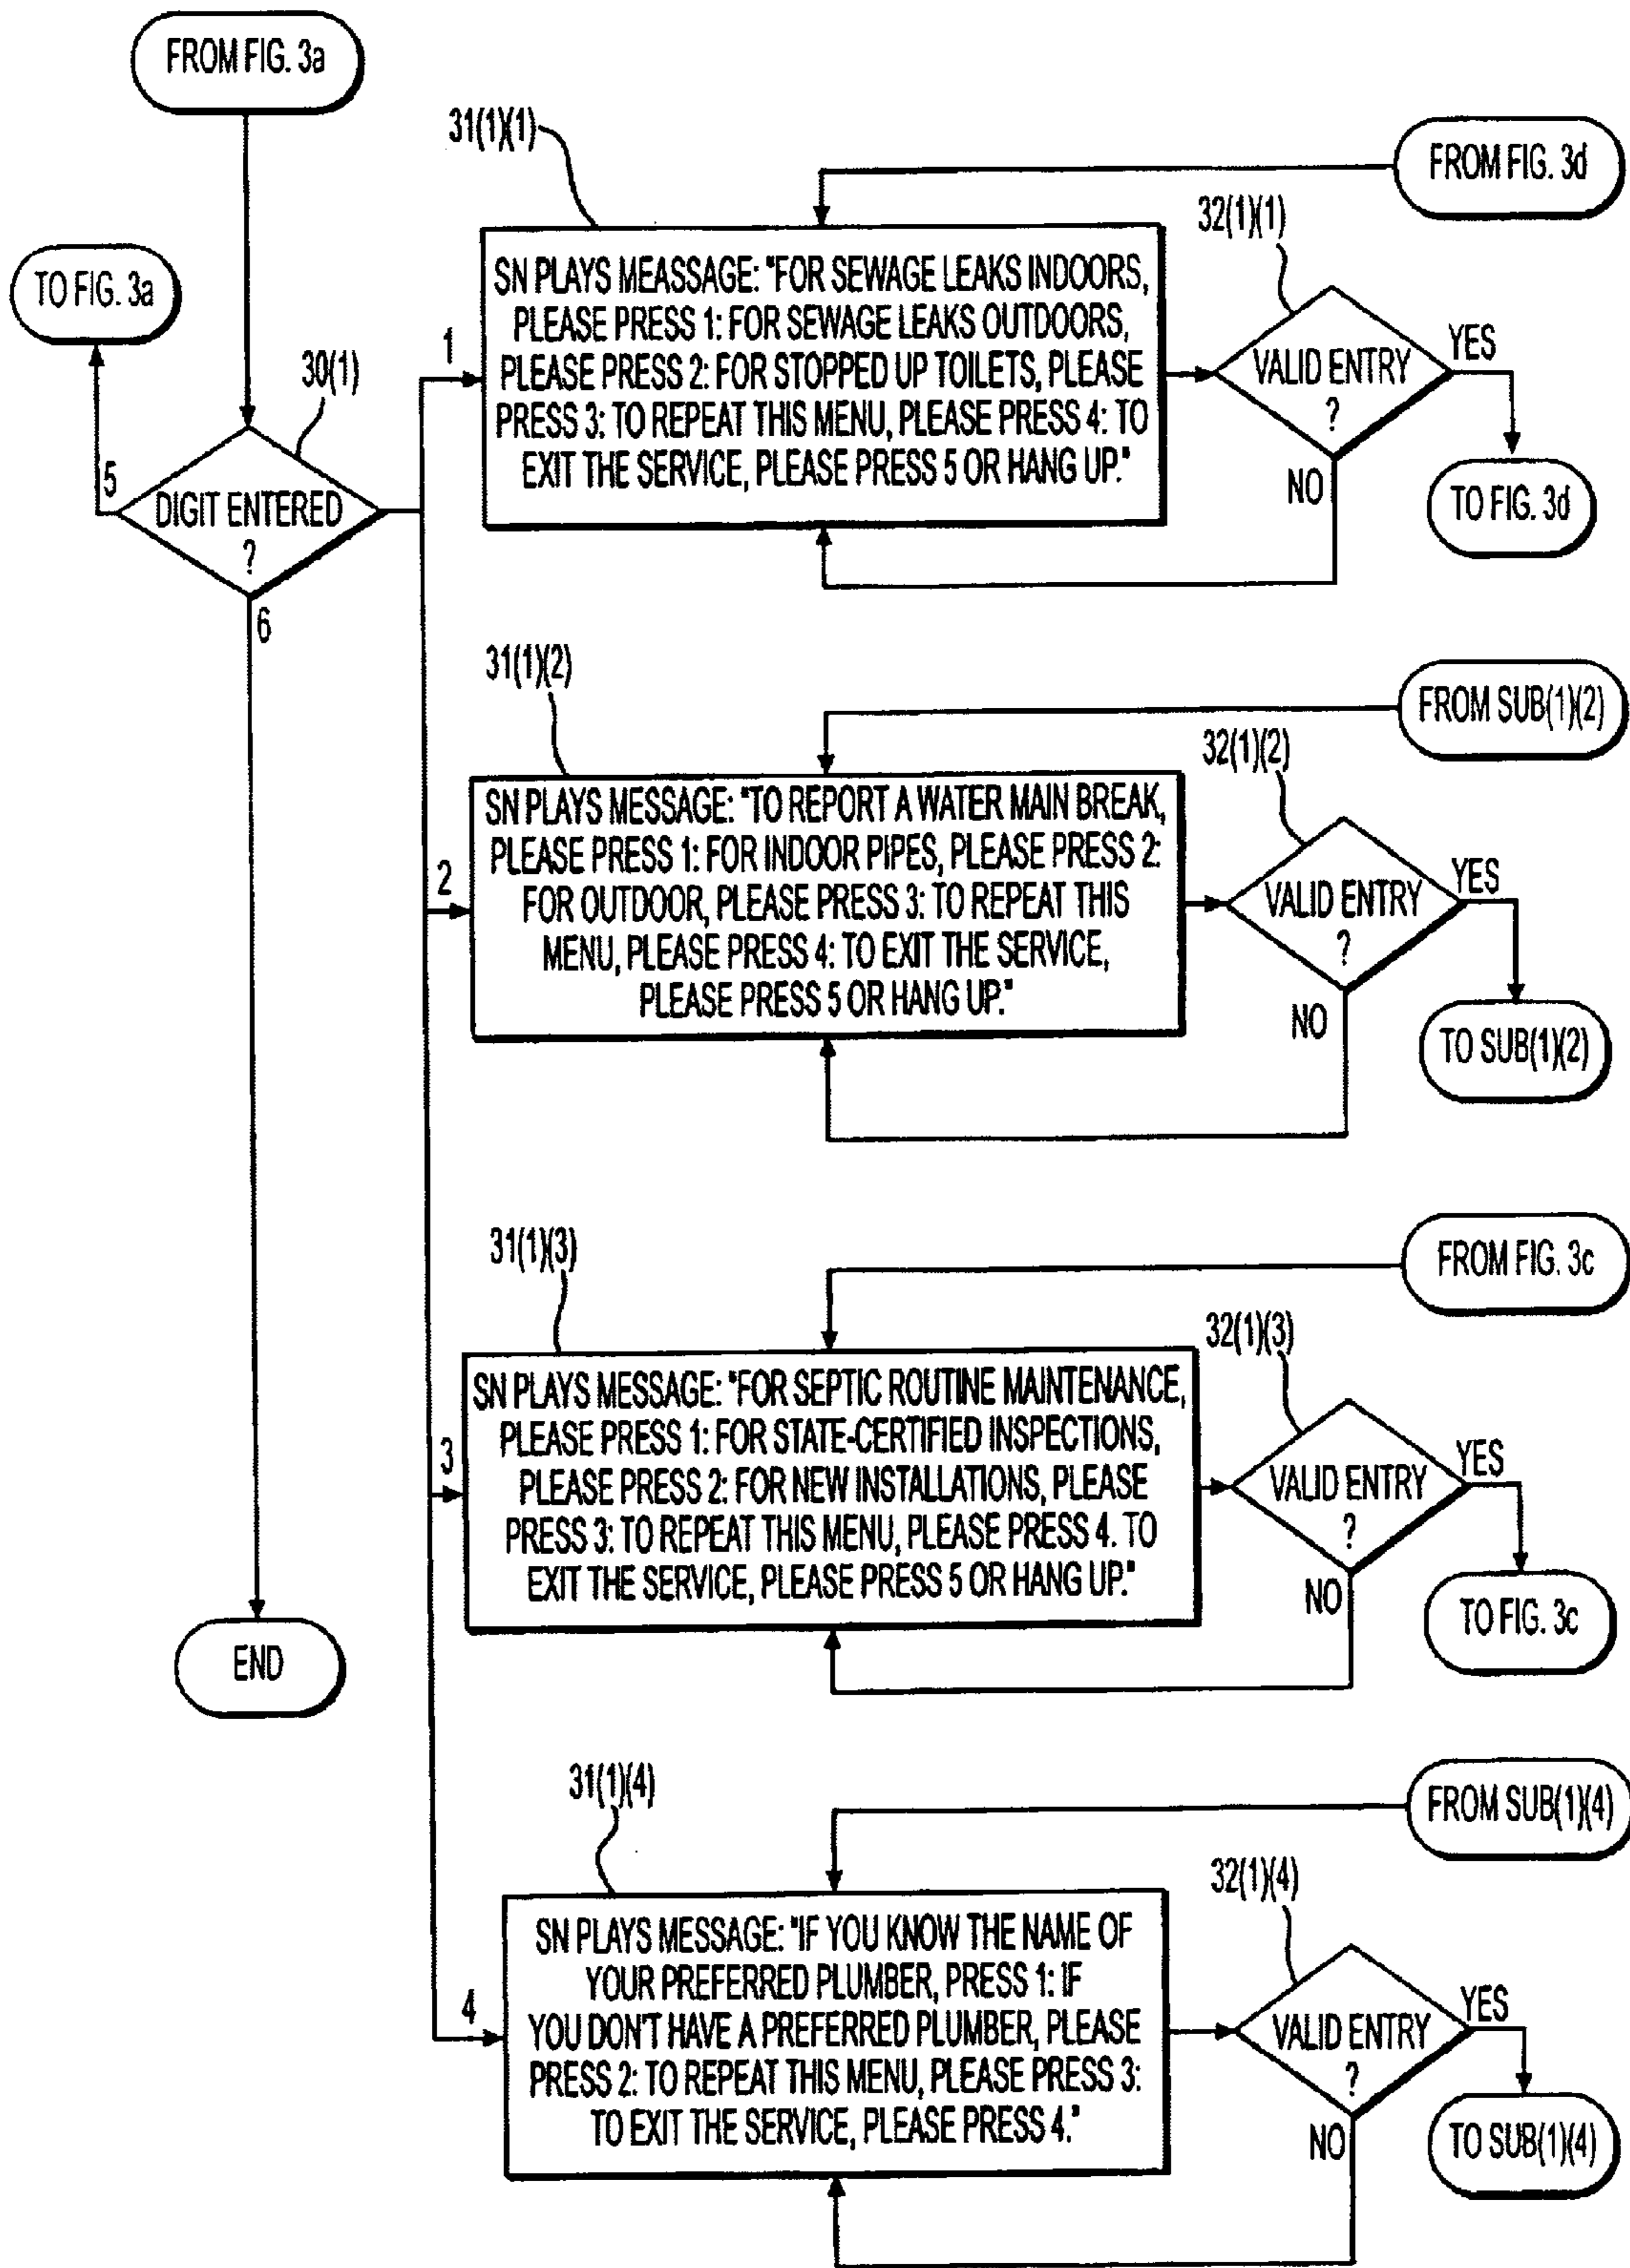 FROM FIG. 3a
TO FIG. 3a
30(1)
5
DIGIT ENTERED
?
6
END
1
31(1)(1)
FROM FIG. 3d
SN PLAYS MEASSAGE: "FOR SEWAGE LEAKS INDOORS,
PLEASE PRESS 1: FOR SEWAGE LEAKS OUTDOORS,
PLEASE PRESS 2: FOR STOPPED UP TOILETS, PLEASE
PRESS 3: TO REPEAT THIS MENU, PLEASE PRESS 4: TO
EXIT THE SERVICE, PLEASE PRESS 5 OR HANG UP."
32(1)(1)
VALID ENTRY
?
YES
NO
TO FIG. 3d
2
31(1)(2)
FROM SUB(1)(2)
SN PLAYS MESSAGE: "TO REPORT A WATER MAIN BREAK,
PLEASE PRESS 1: FOR INDOOR PIPES, PLEASE PRESS 2:
FOR OUTDOOR, PLEASE PRESS 3: TO REPEAT THIS
MENU, PLEASE PRESS 4: TO EXIT THE SERVICE,
PLEASE PRESS 5 OR HANG UP."
32(1)(2)
VALID ENTRY
?
YES
NO
TO SUB(1)(2)
3
31(1)(3)
FROM FIG. 3c
SN PLAYS MESSAGE: "FOR SEPTIC ROUTINE MAINTENANCE,
PLEASE PRESS 1: FOR STATE-CERTIFIED INSPECTIONS,
PLEASE PRESS 2: FOR NEW INSTALLATIONS, PLEASE
PRESS 3: TO REPEAT THIS MENU, PLEASE PRESS 4. TO
EXIT THE SERVICE, PLEASE PRESS 5 OR HANG UP."
32(1)(3)
VALID ENTRY
?
YES
NO
TO FIG. 3c
4
31(1)(4)
FROM SUB(1)(4)
SN PLAYS MESSAGE: "IF YOU KNOW THE NAME OF
YOUR PREFERRED PLUMBER, PRESS 1: IF
YOU DON'T HAVE A PREFERRED PLUMBER, PLEASE
PRESS 2: TO REPEAT THIS MENU, PLEASE PRESS 3:
TO EXIT THE SERVICE, PLEASE PRESS 4."
32(1)(4)
VALID ENTRY
?
YES
NO
TO SUB(1)(4)